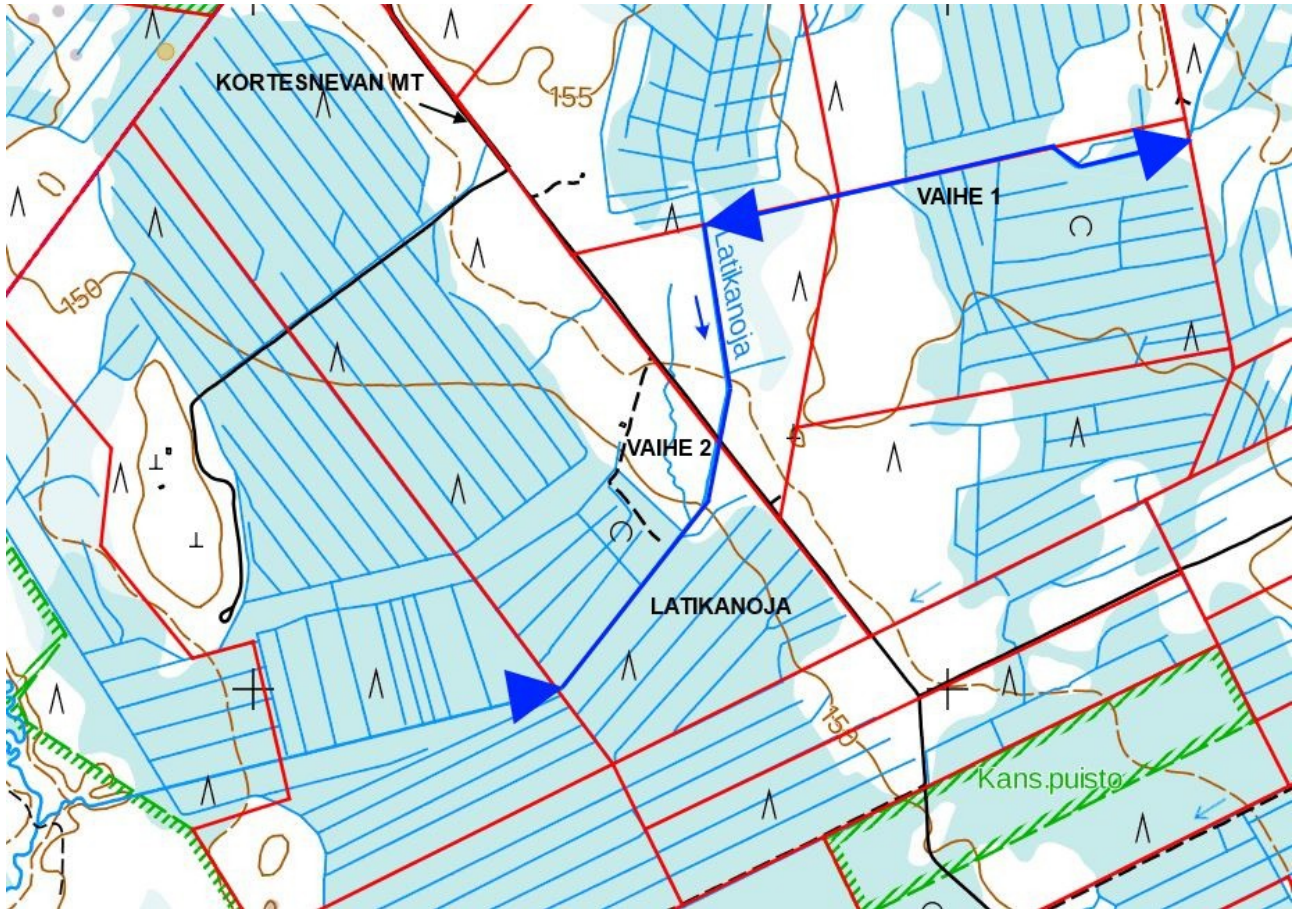 KORTESNEVAN MT
155
VAIHE 1
Latikanoja
150
VAIHE 2
LATIKANOJA
150
Kans.puisto